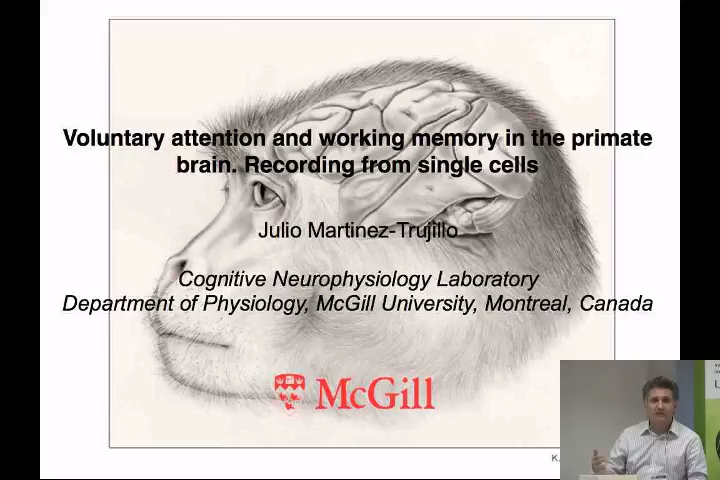 Voluntary attention and working memory in the primate
brain. Recording from single cells
Julio Martinez-Trujillo
Cognitive Neurophysiology Laboratory
Department of Physiology, McGill University, Montreal, Canada
McGill
K.